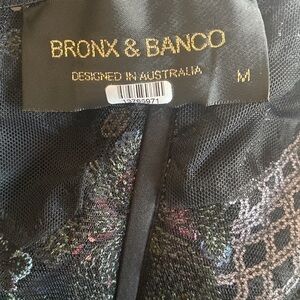 BRONX & BANCO
DESIGNED IN AUSTRALIA M